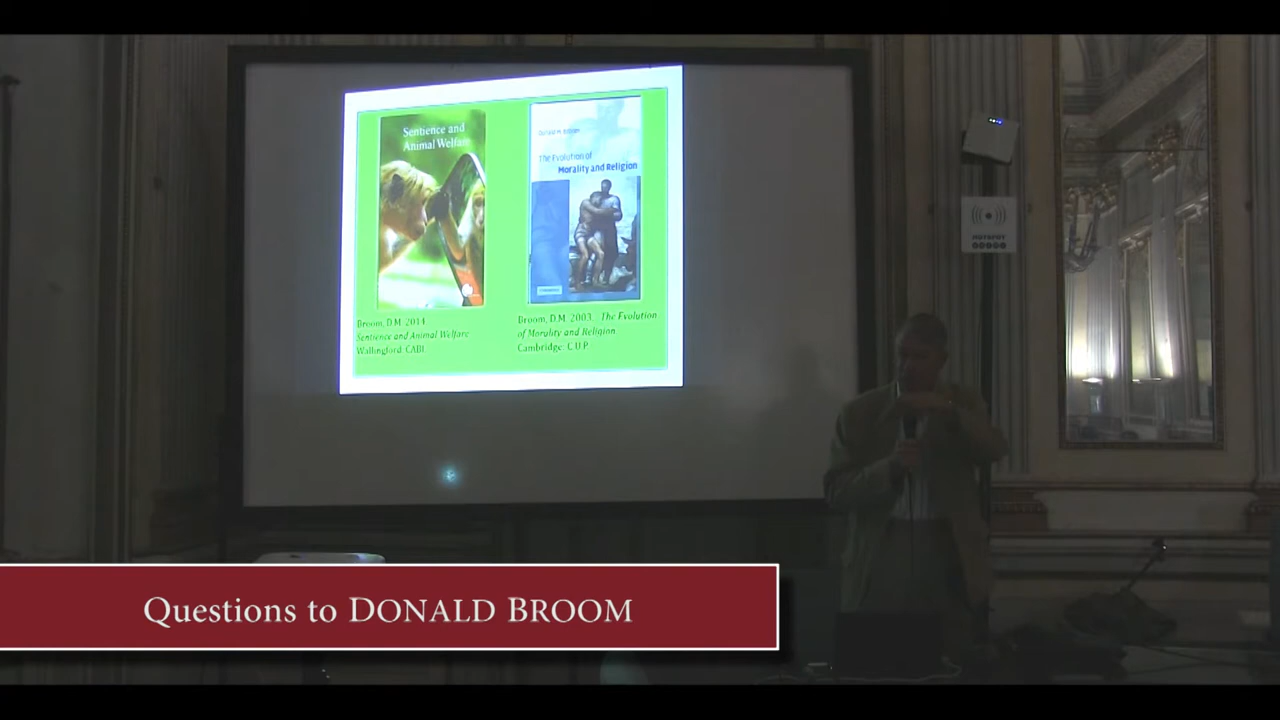 Sentience and
Animal Welfare
Donald M. Broom
The Evolution of
Morality and Religion
Broom, D.M. 2014
Sentience and Animal Welfare
Wallingford: CABI
Broom, D.M. 2003. The Evolution
of Morality and Religion
Cambridge: C.U.P
HOTSPOT
Questions to DONALD BROOM